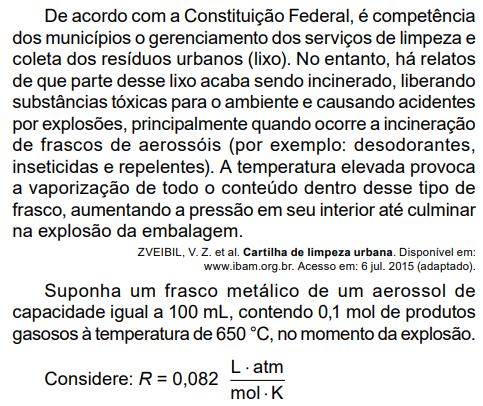 De acordo com a Constituição Federal, é competência
dos municípios o gerenciamento dos serviços de limpeza e
coleta dos resíduos urbanos (lixo). No entanto, há relatos
de que parte desse lixo acaba sendo incinerado, liberando
substâncias tóxicas para o ambiente e causando acidentes
por explosões, principalmente quando ocorre a incineração
de frascos de aerossóis (por exemplo: desodorantes,
inseticidas e repelentes). A temperatura elevada provoca
a vaporização de todo o conteúdo dentro desse tipo de
frasco, aumentando a pressão em seu interior até culminar
na explosão da embalagem.
ZVEIBIL, V. Z. et al. Cartilha de limpeza urbana. Disponível em:
www.ibam.org.br. Acesso em: 6 jul. 2015 (adaptado).
Suponha um frasco metálico de um aerossol de
capacidade igual a 100 mL, contendo 0,1 mol de produtos
gasosos à temperatura de 650 °C, no momento da explosão.
Considere: R = 0,082 L · atm
mol · K